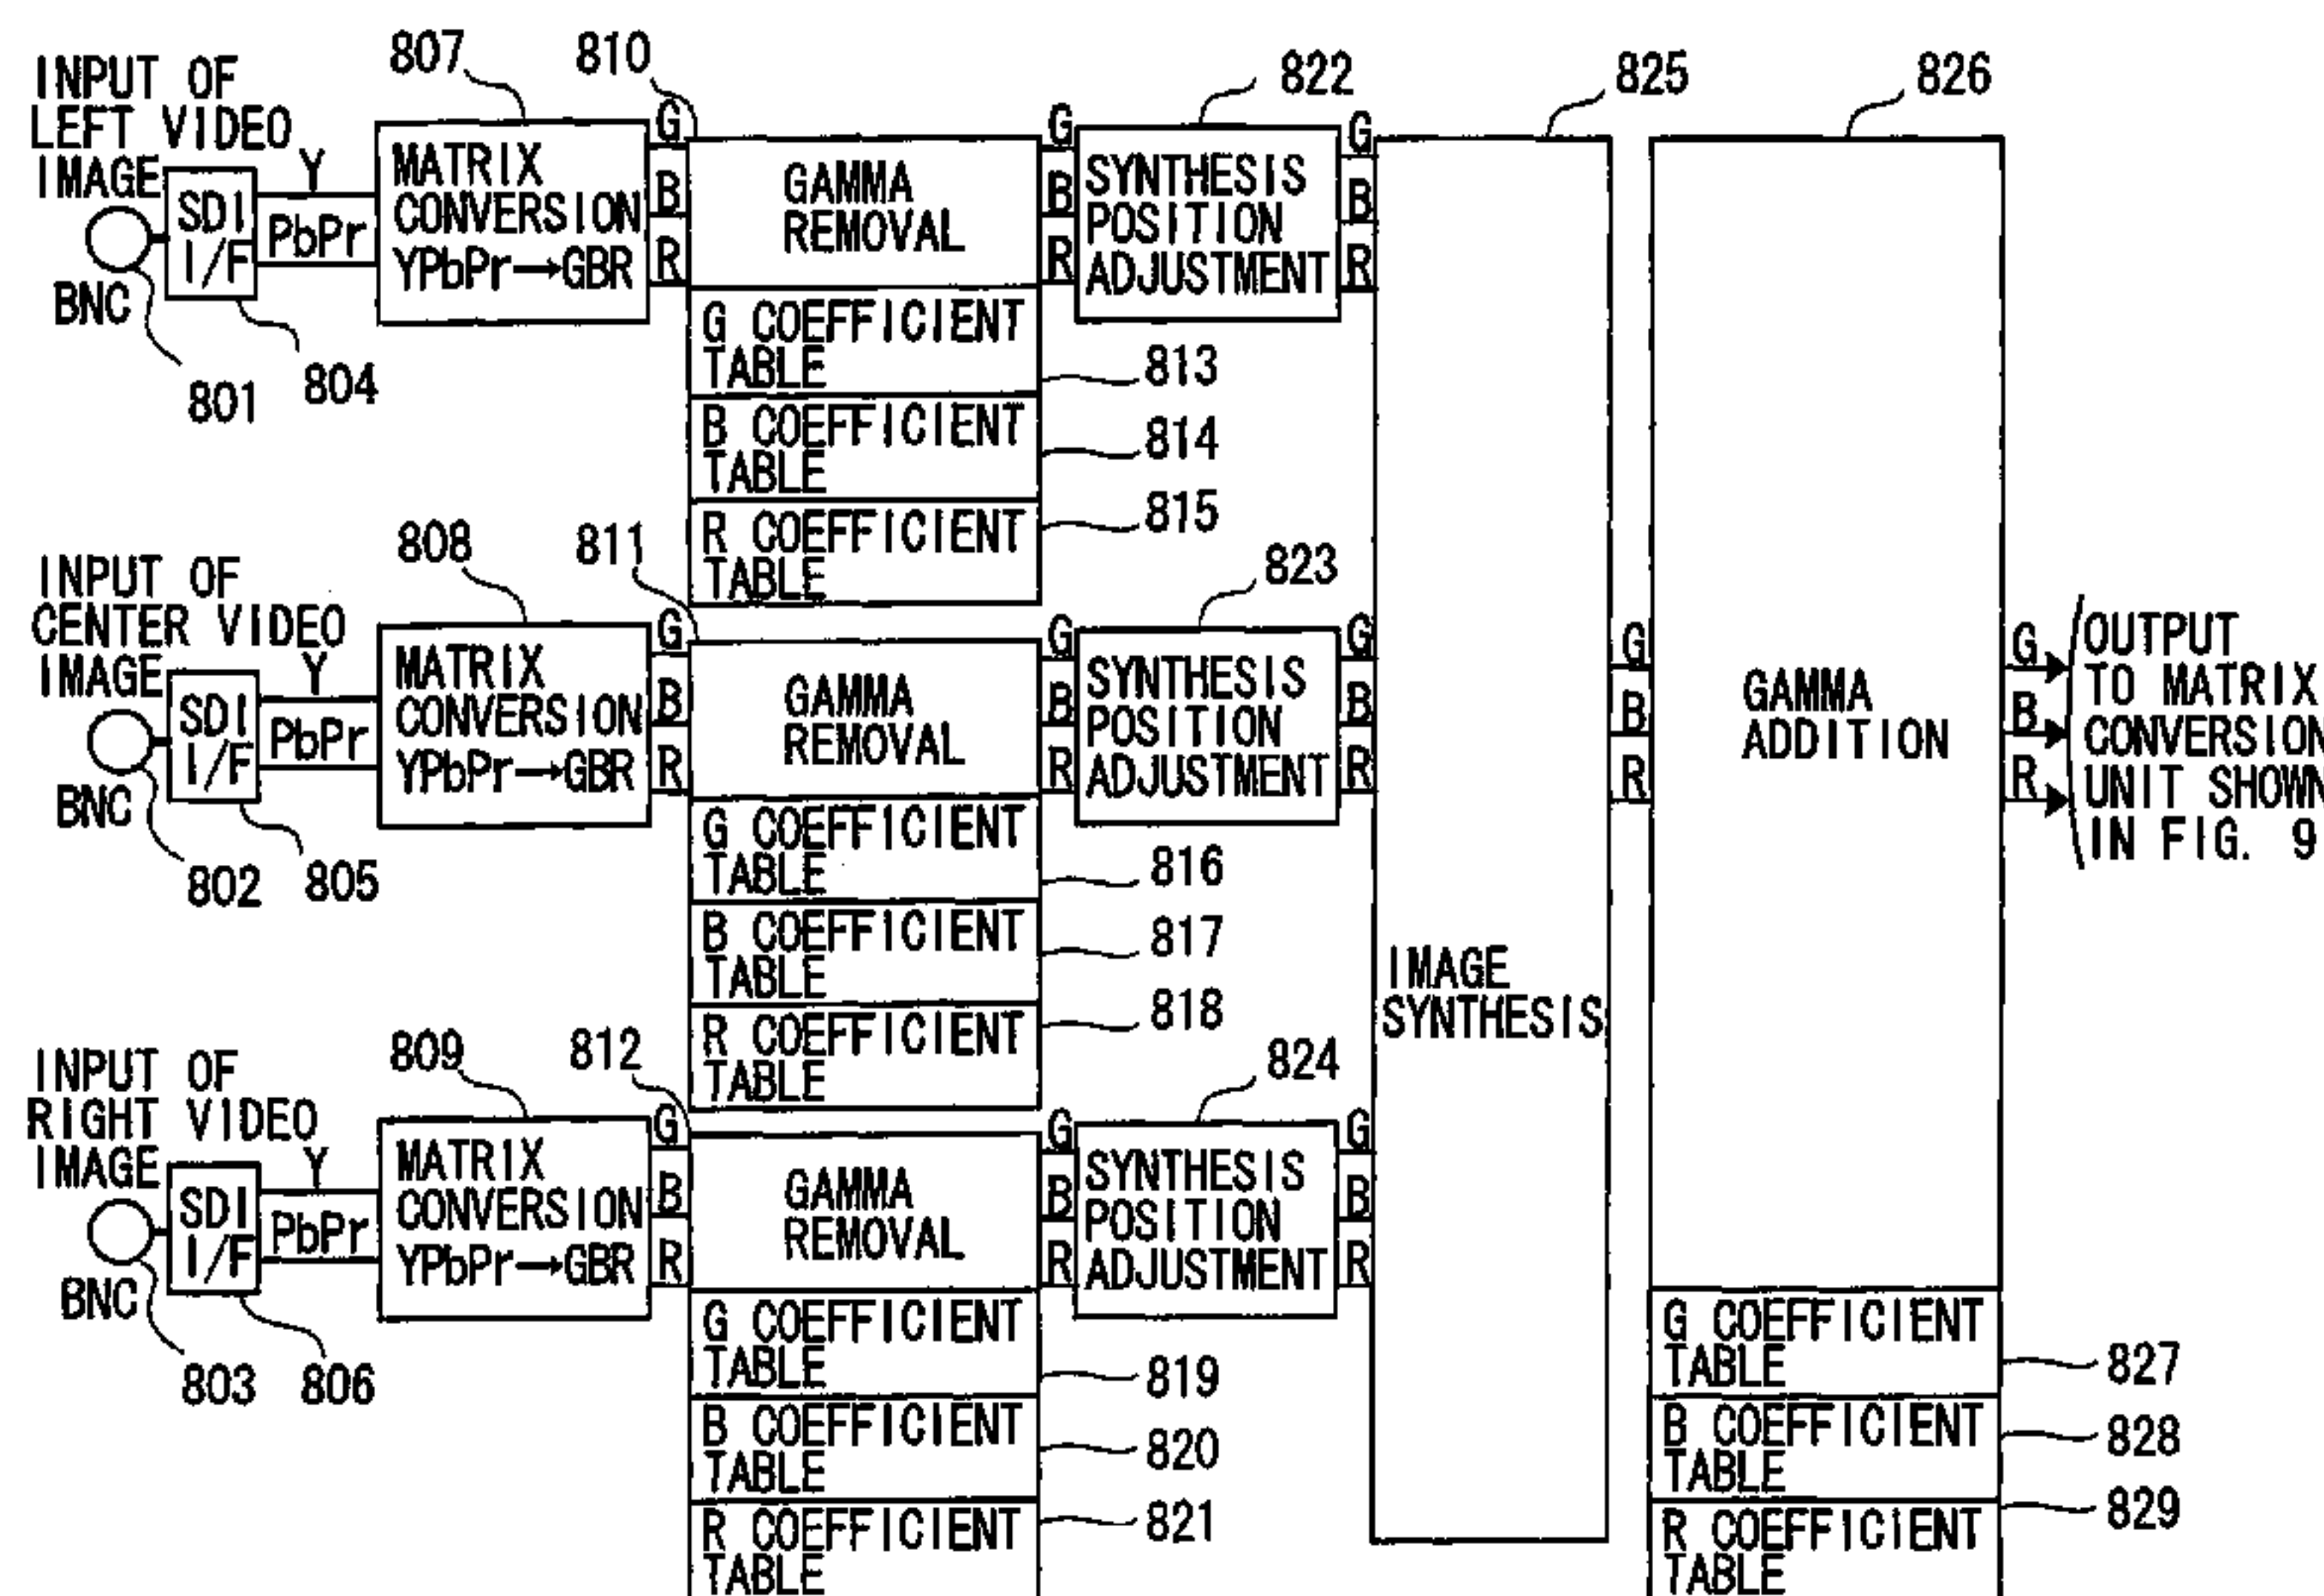 807
810
822
825
826
INPUT OF
LEFT VIDEO
IMAGE
Y
SDI
I/F
PbPr
BNC
801
804
MATRIX
CONVERSION
YPbPr→GBR
G
B
R
GAMMA
REMOVAL
G COEFFICIENT
TABLE
813
B COEFFICIENT
TABLE
814
R COEFFICIENT
TABLE
815
G
B
R
SYNTHESIS
POSITION
ADJUSTMENT
G
B
R
808
811
823
INPUT OF
CENTER VIDEO
IMAGE
Y
SDI
I/F
PbPr
BNC
802
805
MATRIX
CONVERSION
YPbPr→GBR
G
B
R
GAMMA
REMOVAL
G COEFFICIENT
TABLE
816
B COEFFICIENT
TABLE
817
R COEFFICIENT
TABLE
818
G
B
R
SYNTHESIS
POSITION
ADJUSTMENT
G
B
R
809
812
824
INPUT OF
RIGHT VIDEO
IMAGE
Y
SDI
I/F
PbPr
BNC
803
806
MATRIX
CONVERSION
YPbPr→GBR
G
B
R
GAMMA
REMOVAL
G COEFFICIENT
TABLE
819
B COEFFICIENT
TABLE
820
R COEFFICIENT
TABLE
821
G
B
R
SYNTHESIS
POSITION
ADJUSTMENT
G
B
R
IMAGE
SYNTHESIS
G
B
R
GAMMA
ADDITION
G COEFFICIENT
TABLE
827
B COEFFICIENT
TABLE
828
R COEFFICIENT
TABLE
829
G
B
R
OUTPUT
TO MATRIX
CONVERSION
UNIT SHOWN
IN FIG. 9